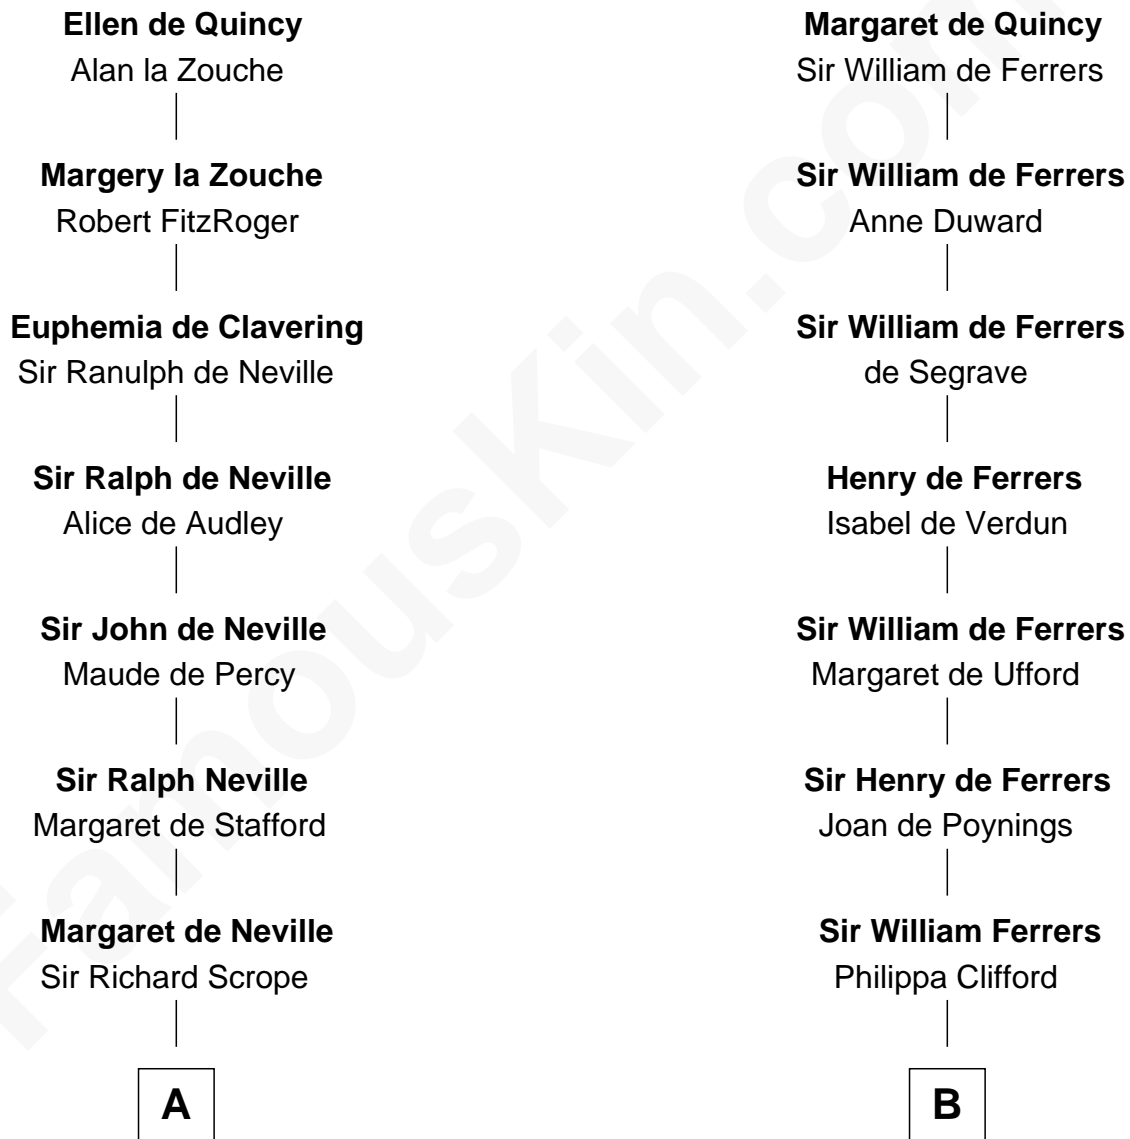 Ellen de Quincy
Alan la Zouche
Margery la Zouche
Robert FitzRoger
Euphemia de Clavering
Sir Ranulph de Neville
Sir Ralph de Neville
Alice de Audley
Sir John de Neville
Maude de Percy
Sir Ralph Neville
Margaret de Stafford
Margaret de Neville
Sir Richard Scrope
A
Margaret de Quincy
Sir William de Ferrers
Sir William de Ferrers
Anne Duward
Sir William de Ferrers
de Segrave
Henry de Ferrers
Isabel de Verdun
Sir William de Ferrers
Margaret de Ufford
Sir Henry de Ferrers
Joan de Poynings
Sir William Ferrers
Philippa Clifford
B
FamousKin.com